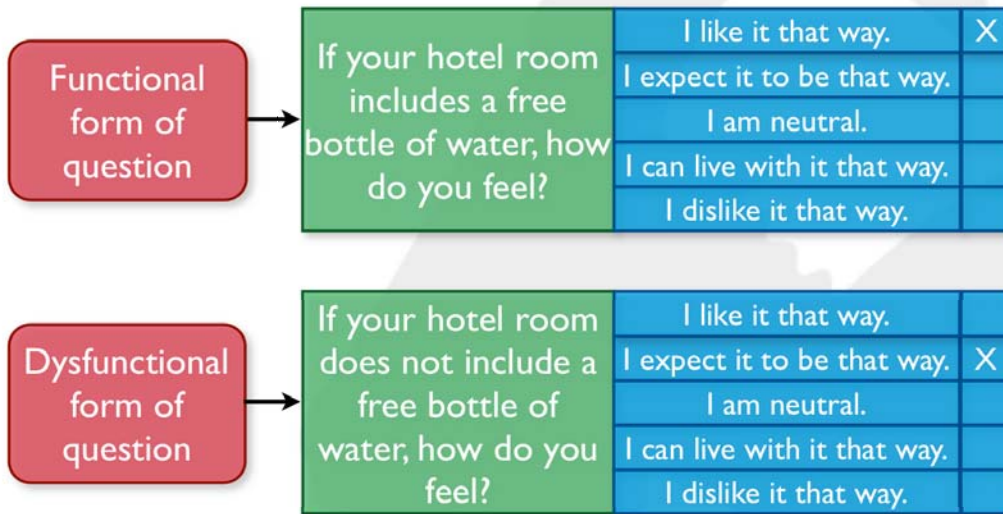 Functional
form of
question
If your hotel room
includes a free
bottle of water, how
do you feel?
I like it that way. X
I expect it to be that way.
I am neutral.
I can live with it that way.
I dislike it that way.
Dysfunctional
form of
question
If your hotel room
does not include a
free bottle of
water, how do you
feel?
I like it that way.
I expect it to be that way. X
I am neutral.
I can live with it that way.
I dislike it that way.